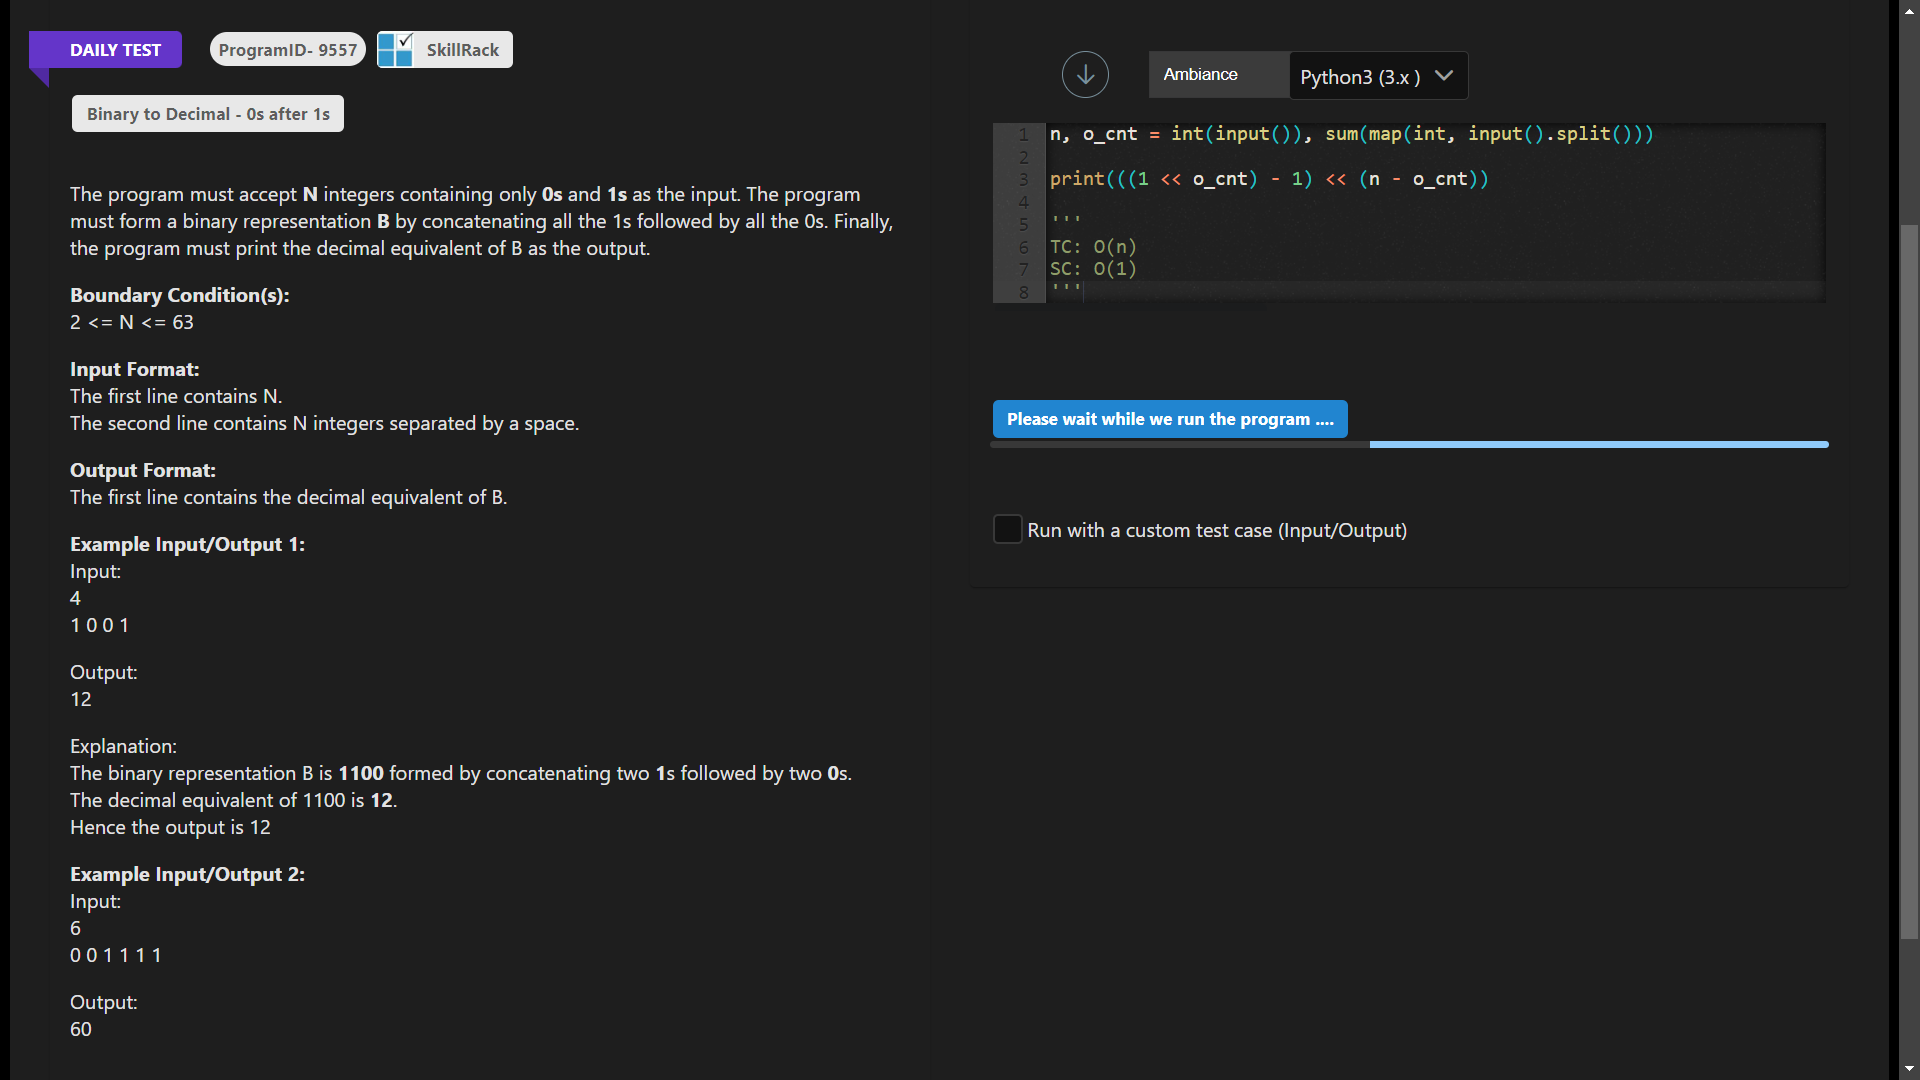 DAILY TEST
ProgramID- 9557
SkillRack
Binary to Decimal - 0s after 1s
The program must accept N integers containing only 0s and 1s as the input. The program
must form a binary representation B by concatenating all the 1s followed by all the 0s. Finally,
the program must print the decimal equivalent of B as the output.
Boundary Condition(s):
2 <= N <= 63
Input Format:
The first line contains N.
The second line contains N integers separated by a space.
Output Format:
The first line contains the decimal equivalent of B.
Example Input/Output 1:
Input:
4
1 0 0 1
Output:
12
Explanation:
The binary representation B is 1100 formed by concatenating two 1s followed by two 0s.
The decimal equivalent of 1100 is 12.
Hence the output is 12
Example Input/Output 2:
Input:
6
0 0 1 1 1 1
Output:
60
Ambiance
Python3 (3.x )
1 n, o_cnt = int(input()), sum(map(int, input().split()))
2
3 print(((1 << o_cnt) - 1) << (n - o_cnt))
4
5 '''
6 TC: O(n)
7 SC: O(1)
8 '''
Please wait while we run the program ....
Run with a custom test case (Input/Output)